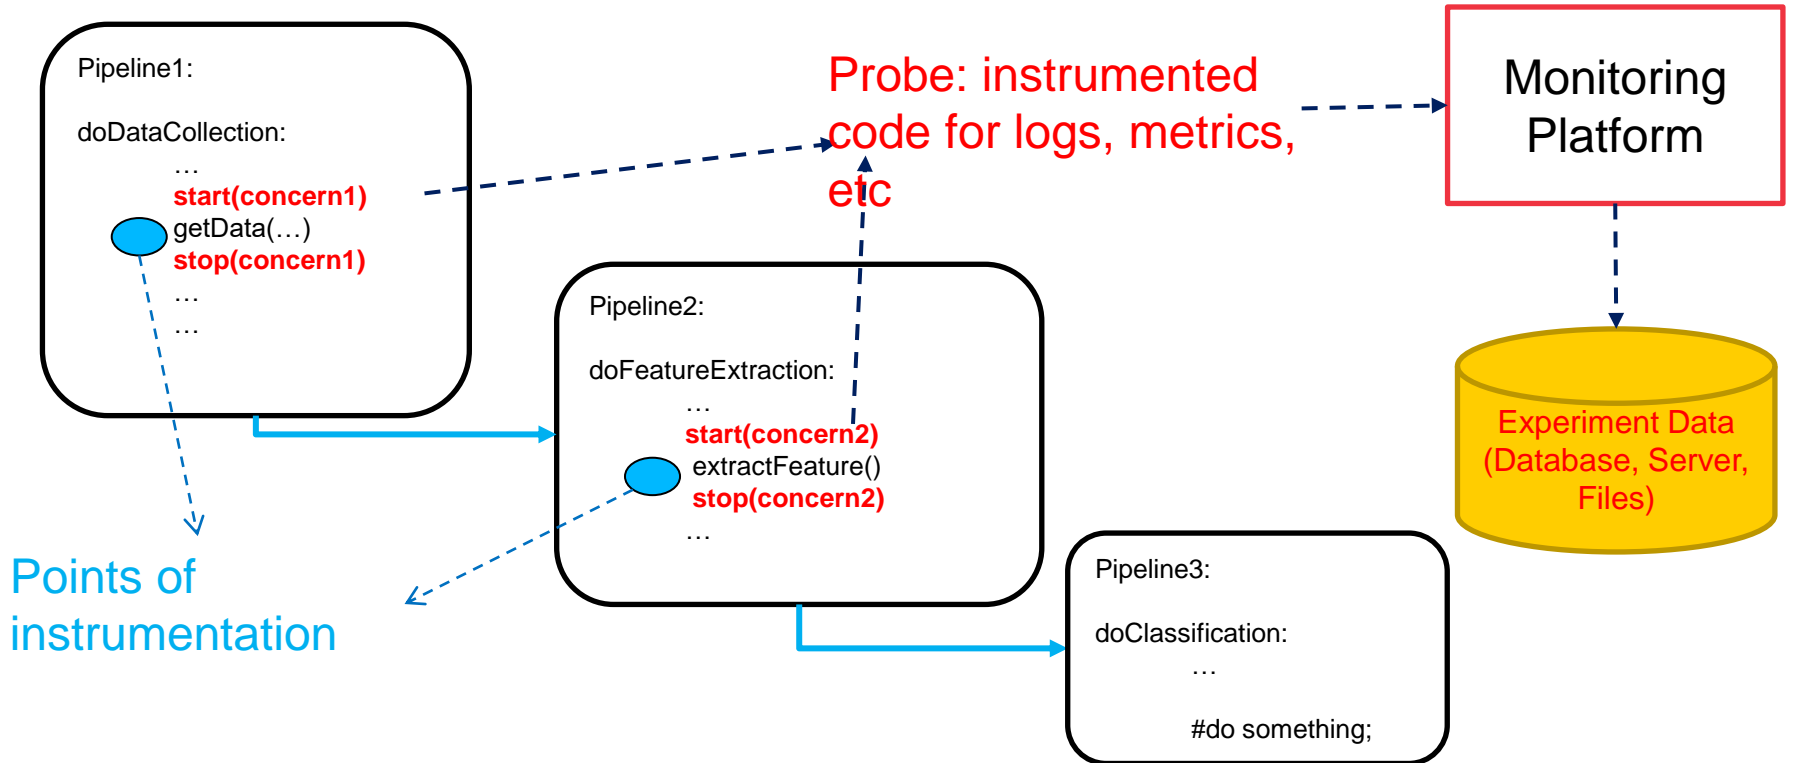 Pipeline1:
doDataCollection:
…
start(concern1)
getData(…)
stop(concern1)
…
…
Probe: instrumented
code for logs, metrics,
etc
Monitoring
Platform
Pipeline2:
doFeatureExtraction:
…
start(concern2)
extractFeature()
stop(concern2)
…
Experiment Data
(Database, Server,
Files)
Points of
instrumentation
Pipeline3:
doClassification:
…
#do something;